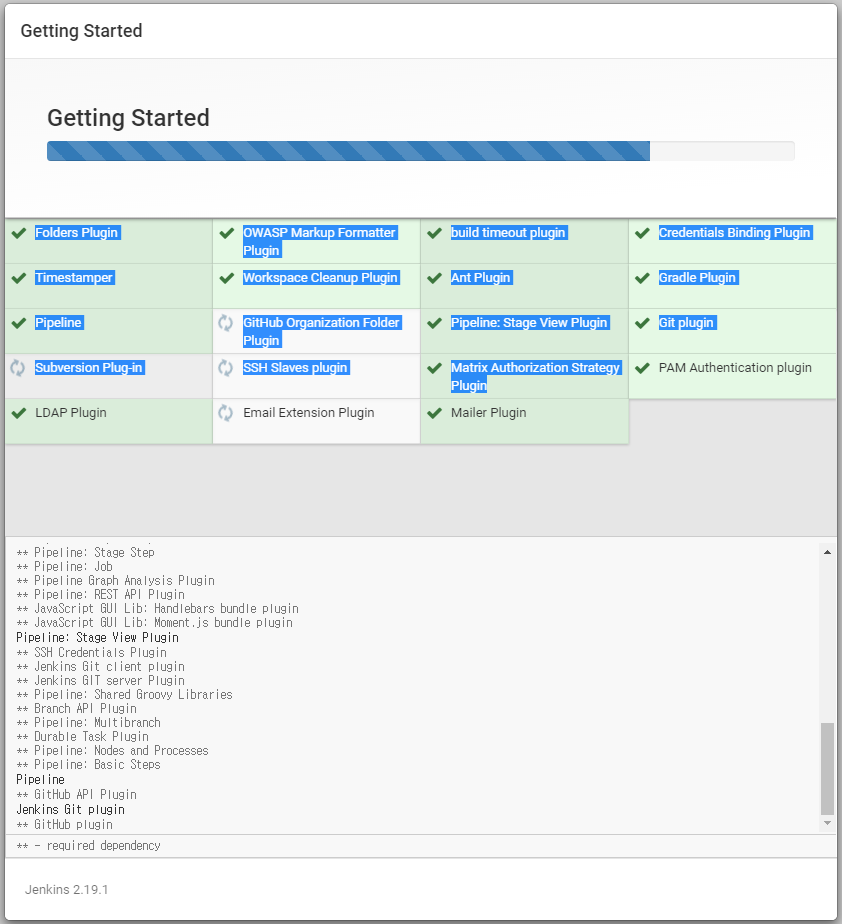 Getting Started
Getting Started
Folders Plugin
OWASP Markup Formatter
Plugin
build timeout plugin
Credentials Binding Plugin
Timestamper
Workspace Cleanup Plugin
Ant Plugin
Gradle Plugin
Pipeline
GitHub Organization Folder
Plugin
Pipeline: Stage View Plugin
Git plugin
Subversion Plug-in
SSH Slaves plugin
Matrix Authorization Strategy
Plugin
PAM Authentication plugin
LDAP Plugin
Email Extension Plugin
Mailer Plugin
** Pipeline: Stage Step
** Pipeline: Job
** Pipeline Graph Analysis Plugin
** Pipeline: REST API Plugin
** JavaScript GUI Lib: Handlebars bundle plugin
** JavaScript GUI Lib: Moment.js bundle plugin
Pipeline: Stage View Plugin
** SSH Credentials Plugin
** Jenkins Git client plugin
** Jenkins GIT server Plugin
** Pipeline: Shared Groovy Libraries
** Branch API Plugin
** Pipeline: Multibranch
** Durable Task Plugin
** Pipeline: Nodes and Processes
** Pipeline: Basic Steps
Pipeline
** GitHub API Plugin
Jenkins Git plugin
** GitHub plugin
** - required dependency
Jenkins 2.19.1